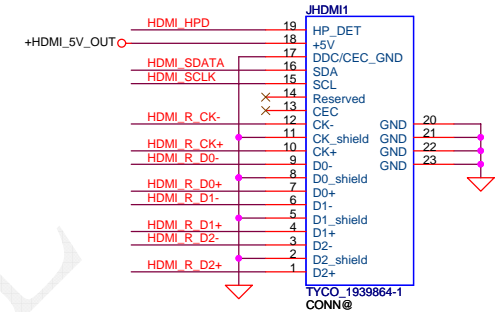 JHDMI1
HDMI_HPD 19 HP_DET
+HDMI_5V_OUT 18 +5V
17 DDC/CEC_GND
HDMI_SDATA 16 SDA
HDMI_SCLK 15 SCL
14 Reserved
13 CEC
HDMI_R_CK- 12 CK- GND 20
11 CK_shield GND 21
HDMI_R_CK+ 10 CK+ GND 22
HDMI_R_D0- 9 D0- GND 23
8 D0_shield
HDMI_R_D0+ 7 D0+
HDMI_R_D1- 6 D1-
5 D1_shield
HDMI_R_D1+ 4 D1+
HDMI_R_D2- 3 D2-
2 D2_shield
HDMI_R_D2+ 1 D2+
TYCO_1939864-1
CONN@